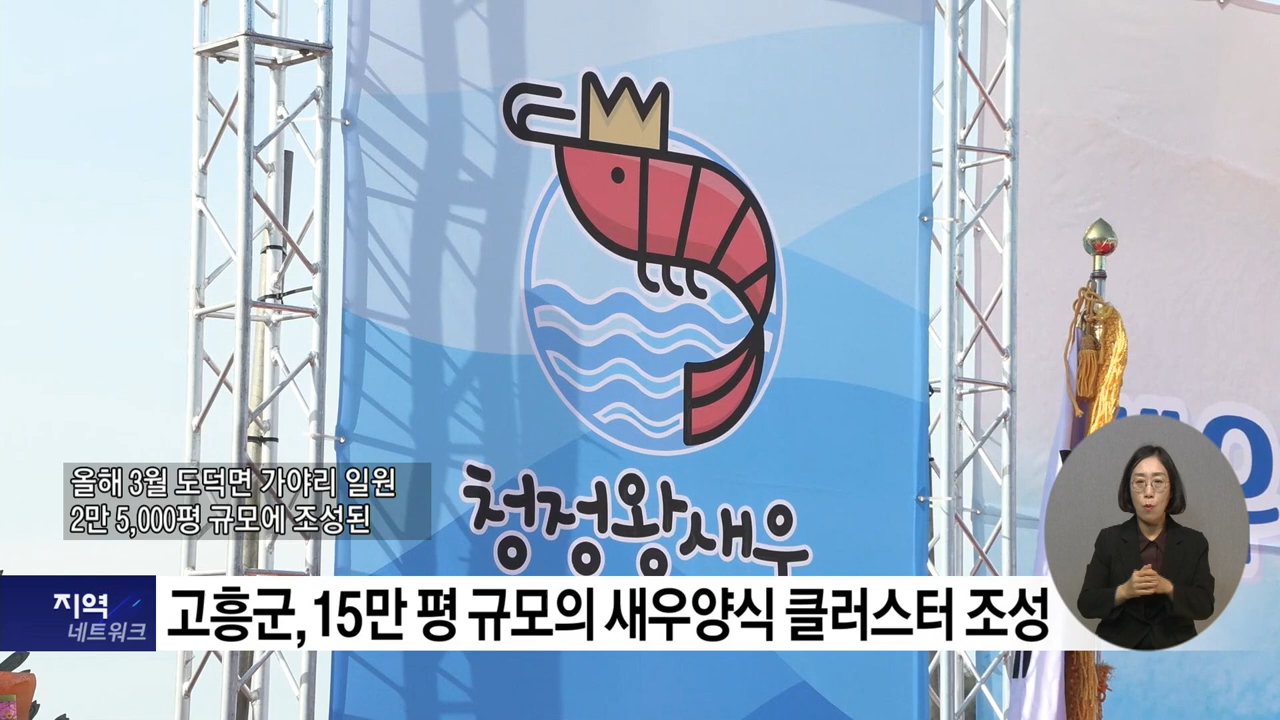 청정왕새우
올해 3월 도덕면 가야리 일원
2만 5,000평 규모에 조성된
지역
네트워크
고흥군, 15만 평 규모의 새우양식 클러스터 조성